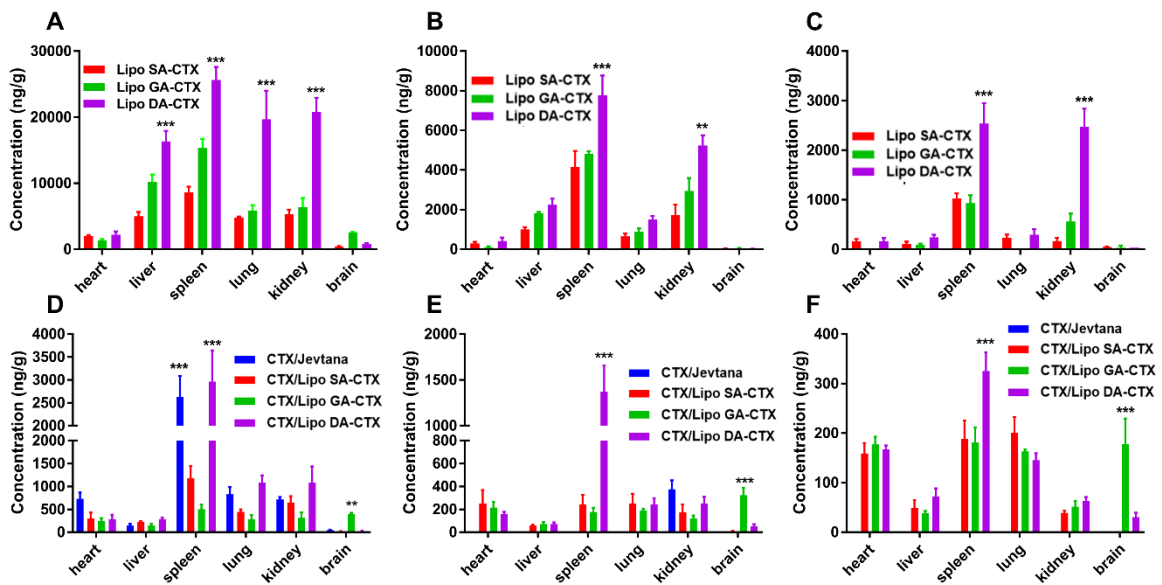 A
Concentration (ng/g)
30000
20000
10000
0
Lipo SA-CTX
Lipo GA-CTX
Lipo DA-CTX
***
***
***
***
heart
liver
spleen
lung
kidney
brain
B
Concentration (ng/g)
10000
8000
6000
4000
2000
0
Lipo SA-CTX
Lipo GA-CTX
Lipo DA-CTX
***
**
heart
liver
spleen
lung
kidney
brain
C
Concentration (ng/g)
4000
3000
2000
1000
0
Lipo SA-CTX
Lipo GA-CTX
Lipo DA-CTX
***
***
heart
liver
spleen
lung
kidney
brain
D
Concentration (ng/g)
4000
3500
3000
2500
2000
1500
1000
500
0
CTX/Jevtana
CTX/Lipo SA-CTX
CTX/Lipo GA-CTX
CTX/Lipo DA-CTX
***
***
**
heart
liver
spleen
lung
kidney
brain
E
Concentration (ng/g)
2000
1500
1000
600
400
200
0
CTX/Jevtana
CTX/Lipo SA-CTX
CTX/Lipo GA-CTX
CTX/Lipo DA-CTX
***
***
heart
liver
spleen
lung
kidney
brain
F
Concentration (ng/g)
400
300
200
100
0
CTX/Jevtana
CTX/Lipo SA-CTX
CTX/Lipo GA-CTX
CTX/Lipo DA-CTX
***
***
heart
liver
spleen
lung
kidney
brain